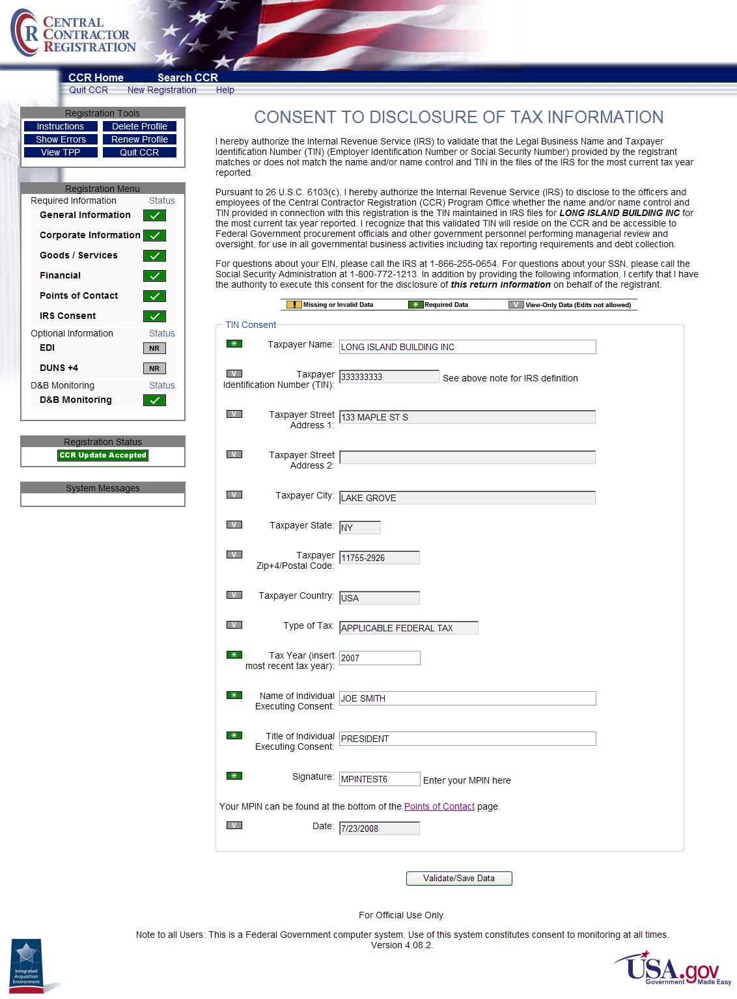 CENTRAL
CONTRACTOR
REGISTRATION
CCR Home Search CCR
Quit CCR New Registration Help
Registration Tools
Instructions Delete Profile
Show Errors Renew Profile
View TPP Quit CCR
Registration Menu
Required Information Status
General Information
Corporate Information
Goods / Services
Financial
Points of Contact
IRS Consent
Optional Information Status
EDI NR
DUNS +4 NR
D&B Monitoring Status
D&B Monitoring
Registration Status
CCR Update Accepted
System Messages
CONSENT TO DISCLOSURE OF TAX INFORMATION
I hereby authorize the Internal Revenue Service (IRS) to validate that the Legal Business Name and Taxpayer
Identification Number (TIN) (Employer Identification Number or Social Security Number) provided by the registrant
matches or does not match the name and/or name control and TIN in the files of the IRS for the most current tax year
reported.
Pursuant to 26 U.S.C. 6103(c), I hereby authorize the Internal Revenue Service (IRS) to disclose to the officers and
employees of the Central Contractor Registration (CCR) Program Office whether the name and/or name control and
TIN provided in connection with this registration is the TIN maintained in IRS files for LONG ISLAND BUILDING INC for
the most current tax year reported. I recognize that this validated TIN will reside on the CCR and be accessible to
Federal Government procurement officials and other government personnel performing managerial review and
oversight, for use in all governmental business activities including tax reporting requirements and debt collection.
For questions about your EIN, please call the IRS at 1-866-255-0654. For questions about your SSN, please call the
Social Security Administration at 1-800-772-1213. In addition by providing the following information, I certify that I have
the authority to execute this consent for the disclosure of this return information on behalf of the registrant.
! Missing or Invalid Data * Required Data V View-Only Data (Edits not allowed)
TIN Consent
* Taxpayer Name: LONG ISLAND BUILDING INC
V Taxpayer
Identification Number (TIN): 333333333 See above note for IRS definition
V Taxpayer Street
Address 1: 133 MAPLE ST S
V Taxpayer Street
Address 2:
V Taxpayer City: LAKE GROVE
V Taxpayer State: NY
V Taxpayer
Zip+4/Postal Code: 11755-2926
V Taxpayer Country: USA
V Type of Tax: APPLICABLE FEDERAL TAX
* Tax Year (insert
most recent tax year): 2007
* Name of Individual
Executing Consent: JOE SMITH
* Title of Individual
Executing Consent: PRESIDENT
* Signature: MPINTEST6 Enter your MPIN here
Your MPIN can be found at the bottom of the Points of Contact page.
V Date: 7/23/2008
Validate/Save Data
For Official Use Only.
Note to all Users: This is a Federal Government computer system. Use of this system constitutes consent to monitoring at all times.
Version 4.08.2.
Integrated
Acquisition
Environment
USA.gov
Government Made Easy